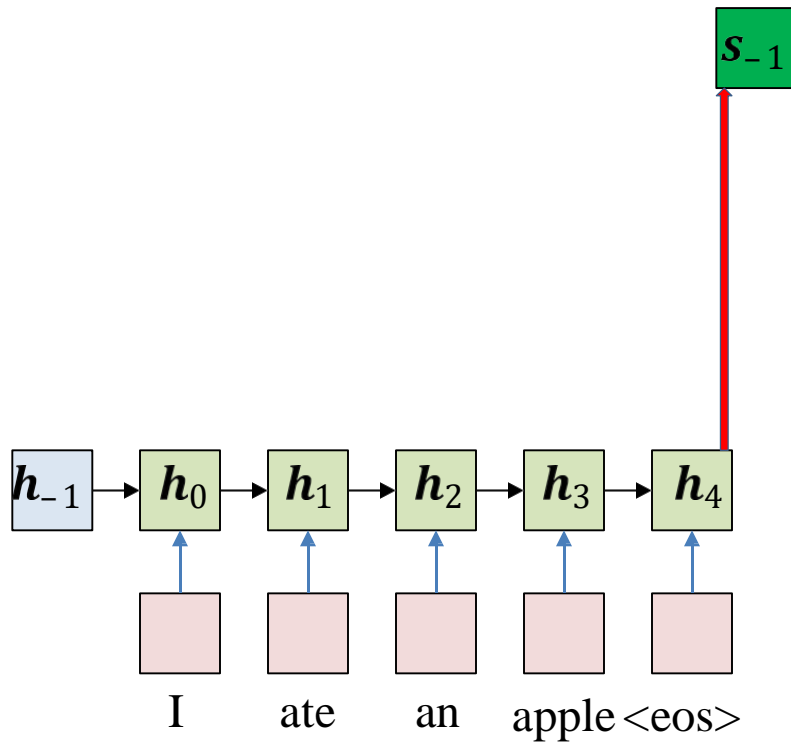 s₋₁
h₋₁ h₀ h₁ h₂ h₃ h₄
I ate an apple <eos>